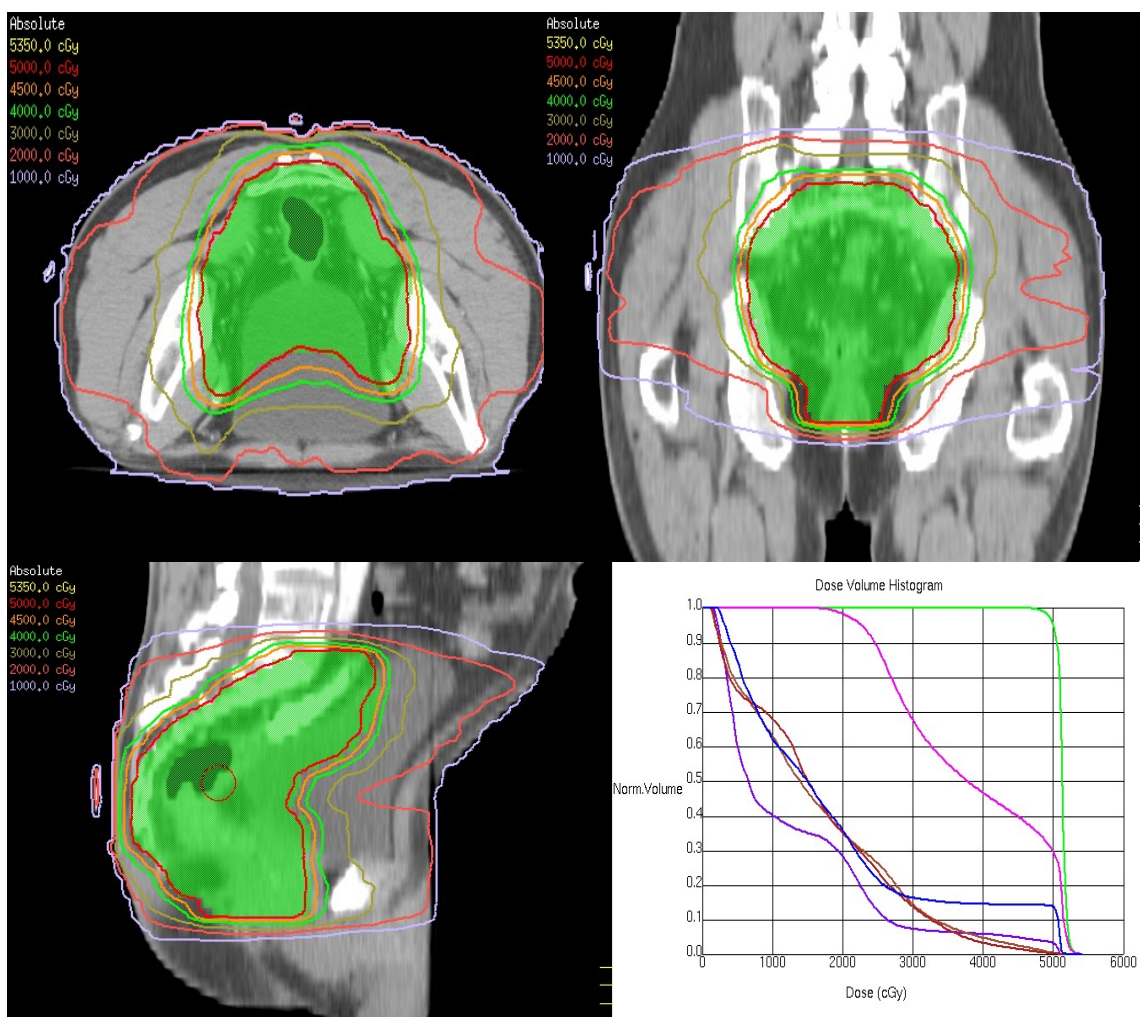 Absolute
5350.0 cGy
5000.0 cGy
4500.0 cGy
4000.0 cGy
3000.0 cGy
2000.0 cGy
1000.0 cGy
Absolute
5350.0 cGy
5000.0 cGy
4500.0 cGy
4000.0 cGy
3000.0 cGy
2000.0 cGy
1000.0 cGy
Absolute
5350.0 cGy
5000.0 cGy
4500.0 cGy
4000.0 cGy
3000.0 cGy
2000.0 cGy
1000.0 cGy
Dose Volume Histogram
1.0
0.9
0.8
0.7
0.6
0.5
Norm.Volume
0.4
0.3
0.2
0.1
0.0
0 1000 2000 3000 4000 5000 6000
Dose (cGy)